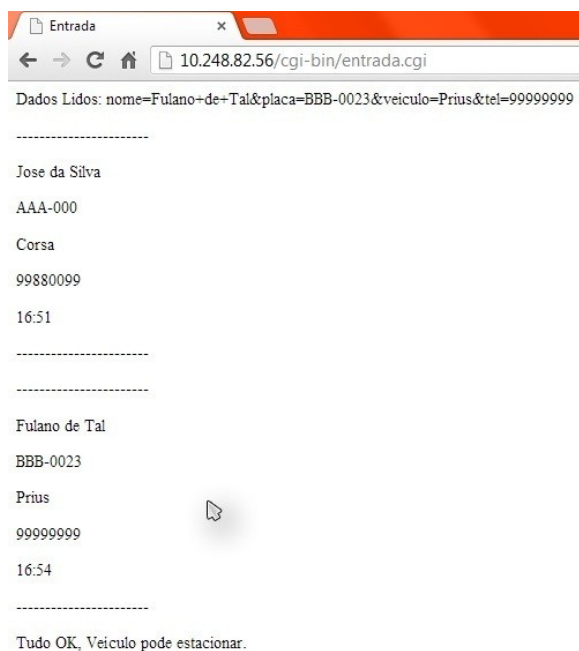 Entrada
10.248.82.56/cgi-bin/entrada.cgi
Dados Lidos: nome=Fulano+de+Tal&placa=BBB-0023&veiculo=Prius&tel=99999999
-----------------------
Jose da Silva
AAA-000
Corsa
99880099
16:51
-----------------------
-----------------------
Fulano de Tal
BBB-0023
Prius
99999999
16:54
-----------------------
Tudo OK, Veiculo pode estacionar.